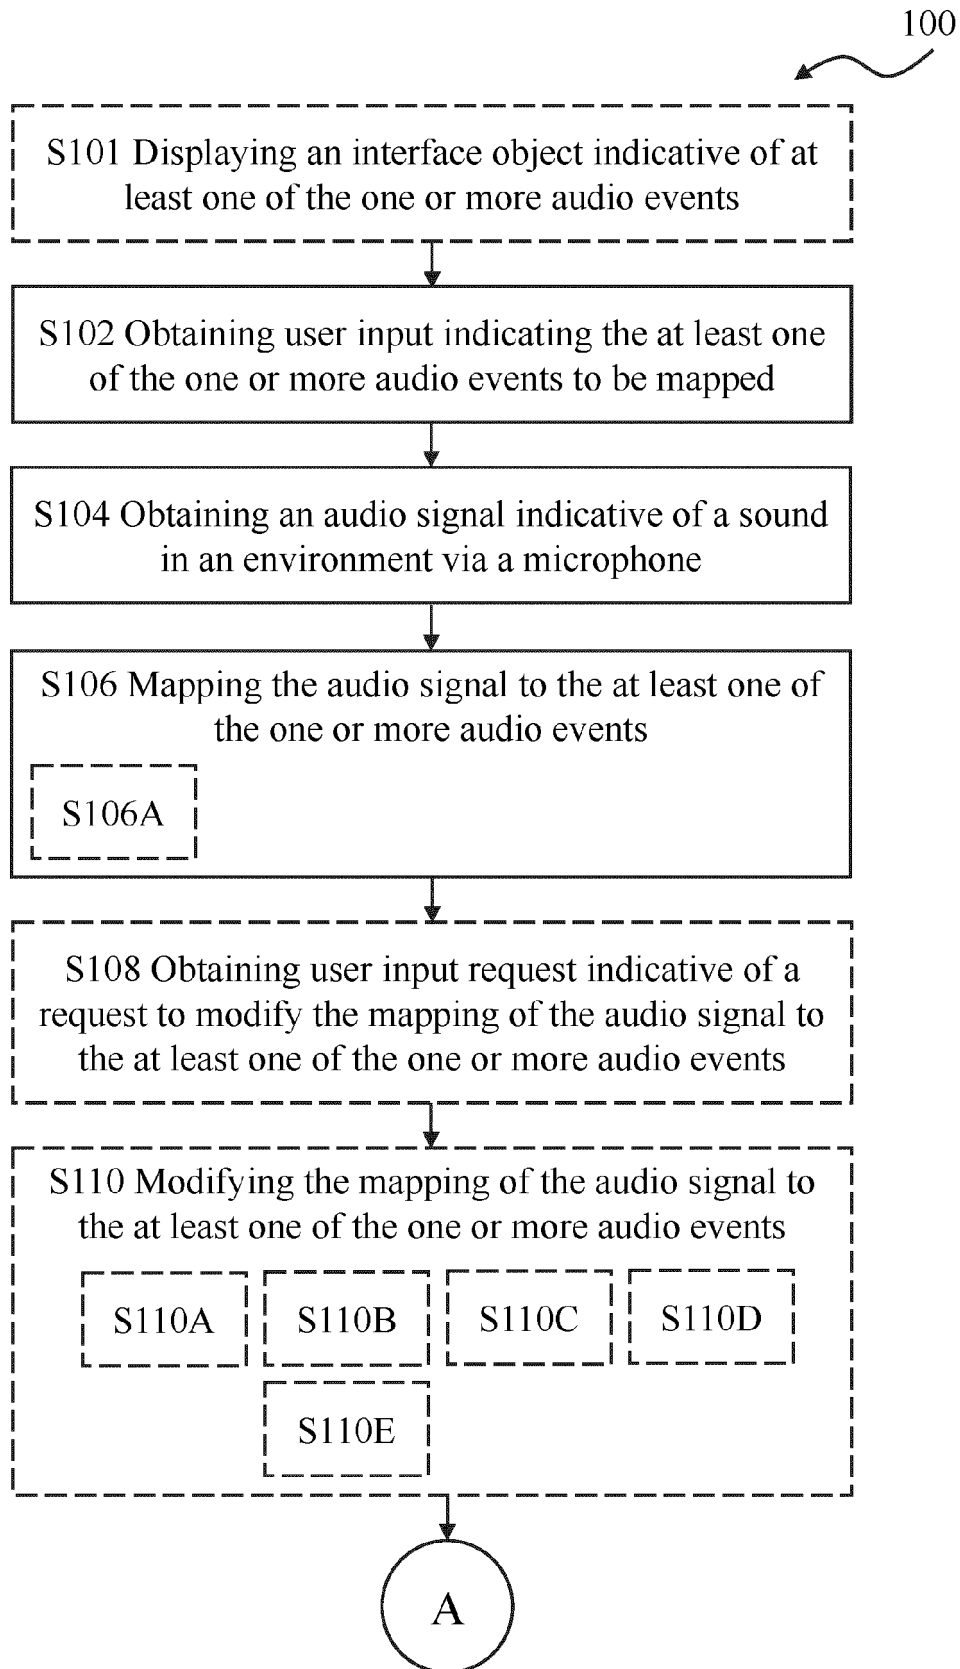 100
S101 Displaying an interface object indicative of at
least one of the one or more audio events
S102 Obtaining user input indicating the at least one
of the one or more audio events to be mapped
S104 Obtaining an audio signal indicative of a sound
in an environment via a microphone
S106 Mapping the audio signal to the at least one of
the one or more audio events
S106A
S108 Obtaining user input request indicative of a
request to modify the mapping of the audio signal to
the at least one of the one or more audio events
S110 Modifying the mapping of the audio signal to
the at least one of the one or more audio events
S110A
S110B
S110C
S110D
S110E
A